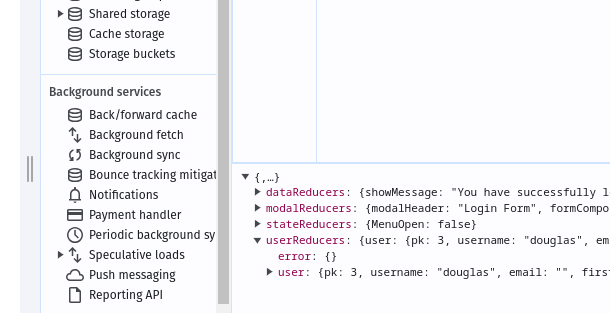 Shared storage
Cache storage
Storage buckets
Background services
Back/forward cache
Background fetch
Background sync
Bounce tracking mitigat
Notifications
Payment handler
Periodic background sy
Speculative loads
Push messaging
Reporting API
{,…}
dataReducers: {showMessage: "You have successfully l
modalReducers: {modalHeader: "Login Form", formCompo
stateReducers: {MenuOpen: false}
userReducers: {user: {pk: 3, username: "douglas", em
error: {}
user: {pk: 3, username: "douglas", email: "", firs